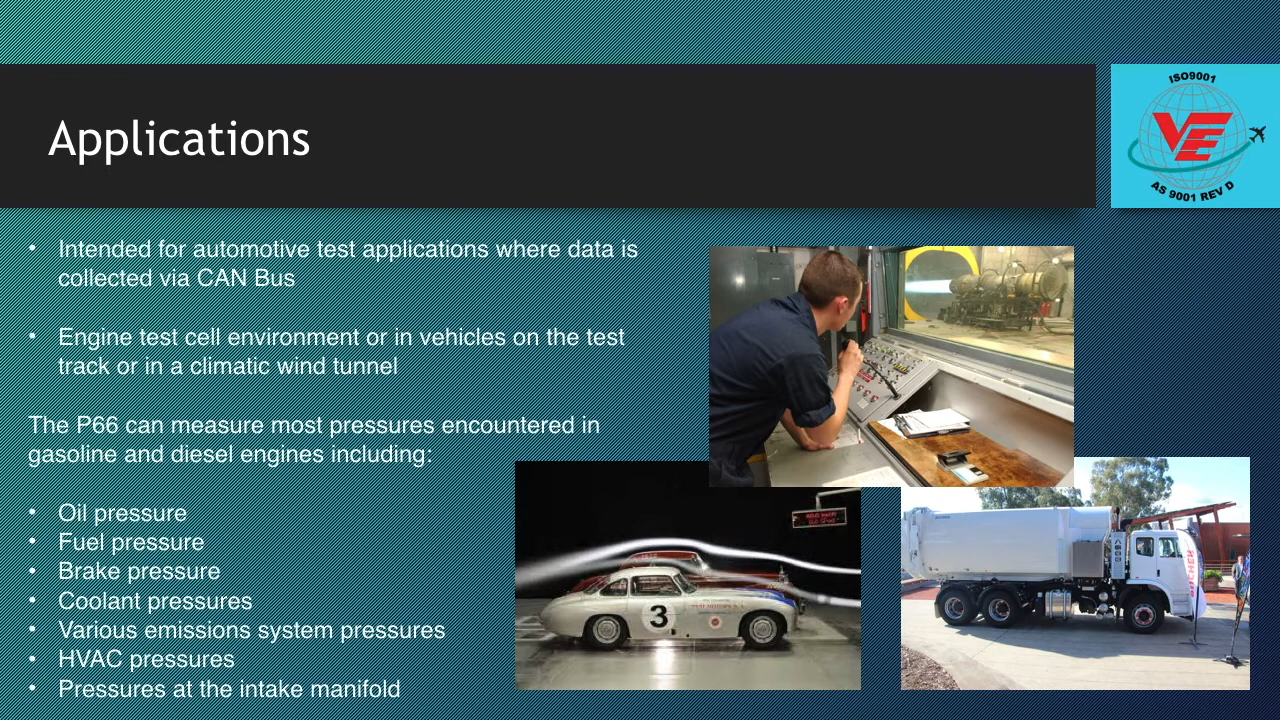 Applications
ISO9001
VE
AS 9001 REV D
• Intended for automotive test applications where data is
collected via CAN Bus
• Engine test cell environment or in vehicles on the test
track or in a climatic wind tunnel
The P66 can measure most pressures encountered in
gasoline and diesel engines including:
• Oil pressure
• Fuel pressure
• Brake pressure
• Coolant pressures
• Various emissions system pressures
• HVAC pressures
• Pressures at the intake manifold
3
BUCHER